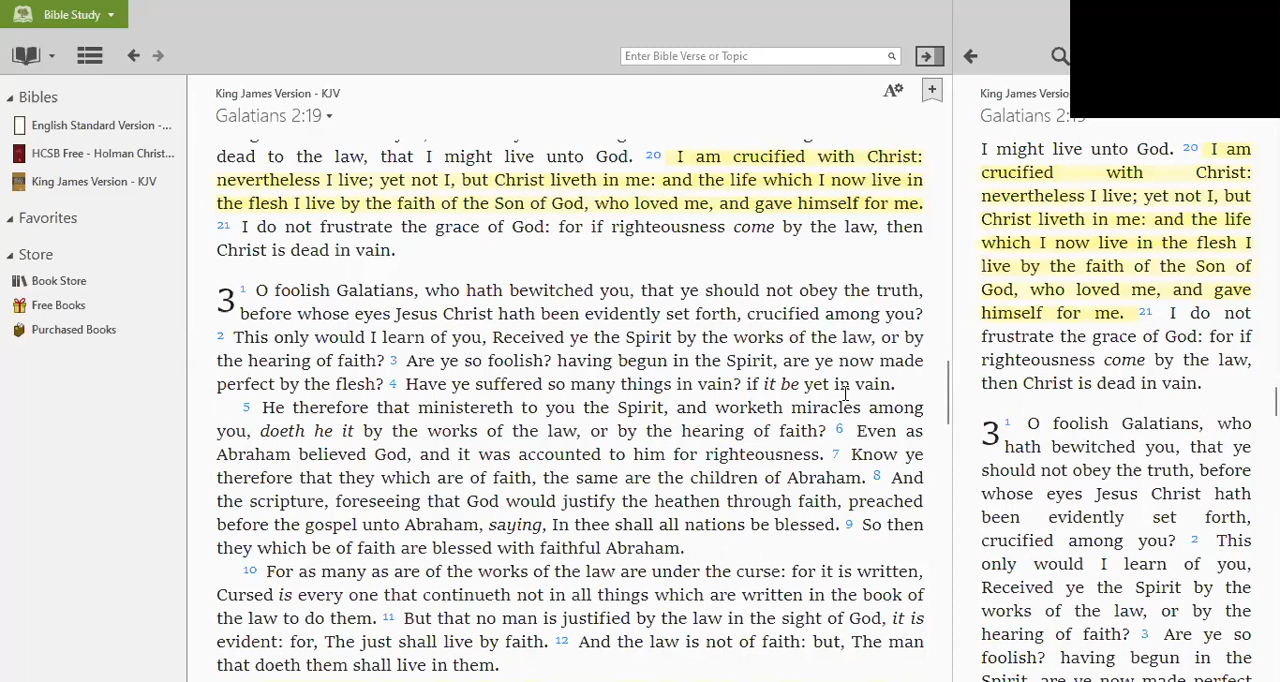 Bible Study
Enter Bible Verse or Topic
Bibles
English Standard Version -...
HCSB Free - Holman Christ...
King James Version - KJV
Favorites
Store
Book Store
Free Books
Purchased Books
King James Version - KJV
Galatians 2:19
dead to the law, that I might live unto God. 20 I am crucified with Christ:
nevertheless I live; yet not I, but Christ liveth in me: and the life which I now live in
the flesh I live by the faith of the Son of God, who loved me, and gave himself for me.
21 I do not frustrate the grace of God: for if righteousness come by the law, then
Christ is dead in vain.
3 1 O foolish Galatians, who hath bewitched you, that ye should not obey the truth,
before whose eyes Jesus Christ hath been evidently set forth, crucified among you?
2 This only would I learn of you, Received ye the Spirit by the works of the law, or by
the hearing of faith? 3 Are ye so foolish? having begun in the Spirit, are ye now made
perfect by the flesh? 4 Have ye suffered so many things in vain? if it be yet in vain.
5 He therefore that ministereth to you the Spirit, and worketh miracles among
you, doeth he it by the works of the law, or by the hearing of faith? 6 Even as
Abraham believed God, and it was accounted to him for righteousness. 7 Know ye
therefore that they which are of faith, the same are the children of Abraham. 8 And
the scripture, foreseeing that God would justify the heathen through faith, preached
before the gospel unto Abraham, saying, In thee shall all nations be blessed. 9 So then
they which be of faith are blessed with faithful Abraham.
10 For as many as are of the works of the law are under the curse: for it is written,
Cursed is every one that continueth not in all things which are written in the book of
the law to do them. 11 But that no man is justified by the law in the sight of God, it is
evident: for, The just shall live by faith. 12 And the law is not of faith: but, The man
that doeth them shall live in them.
King James Version
Galatians 2:1
I might live unto God. 20 I am
crucified with Christ:
nevertheless I live; yet not I, but
Christ liveth in me: and the life
which I now live in the flesh I
live by the faith of the Son of
God, who loved me, and gave
himself for me. 21 I do not
frustrate the grace of God: for if
righteousness come by the law,
then Christ is dead in vain.
3 1 O foolish Galatians, who
hath bewitched you, that ye
should not obey the truth, before
whose eyes Jesus Christ hath
been evidently set forth,
crucified among you? 2 This
only would I learn of you,
Received ye the Spirit by the
works of the law, or by the
hearing of faith? 3 Are ye so
foolish? having begun in the
Spirit, are ye now made perfect